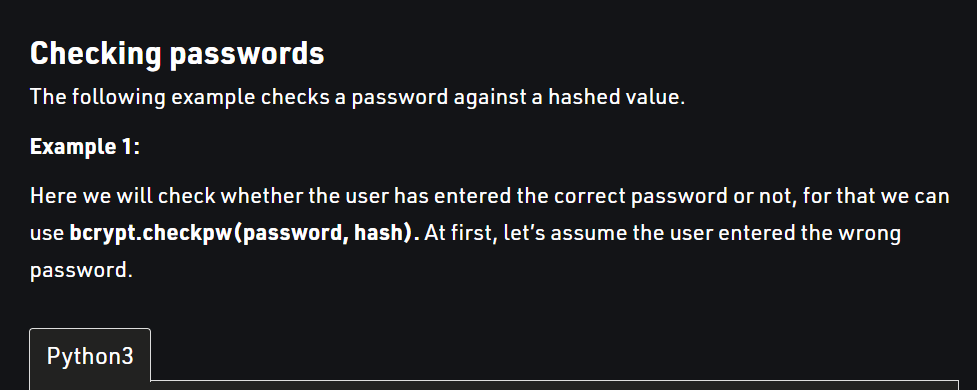 Checking passwords
The following example checks a password against a hashed value.
Example 1:
Here we will check whether the user has entered the correct password or not, for that we can
use bcrypt.checkpw(password, hash). At first, let’s assume the user entered the wrong
password.
Python3